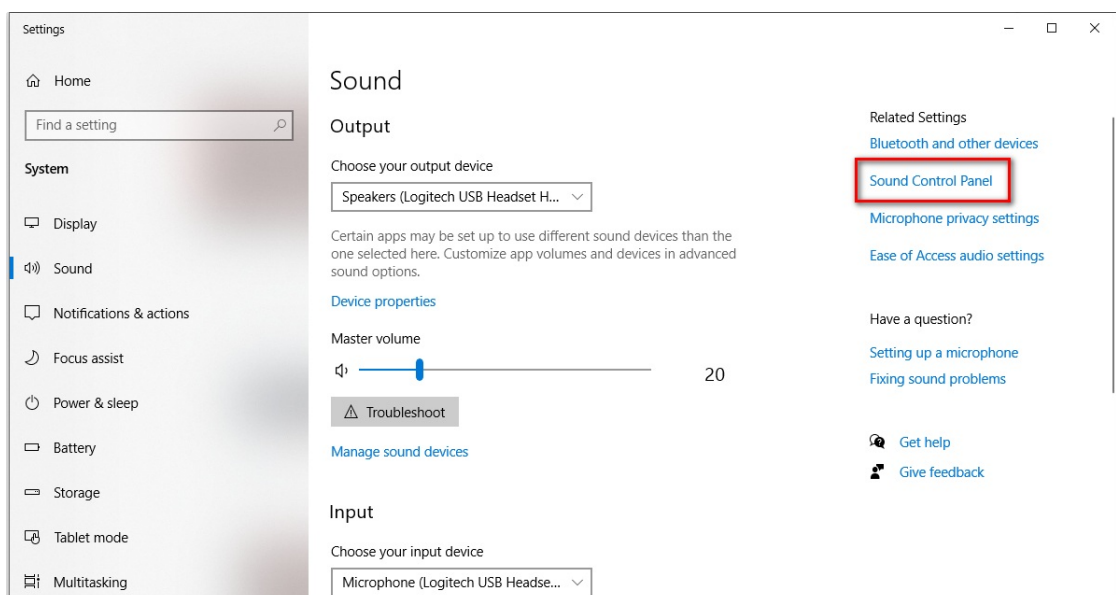 Settings
Home
Find a setting
System
Display
Sound
Notifications & actions
Focus assist
Power & sleep
Battery
Storage
Tablet mode
Multitasking
Sound
Output
Choose your output device
Speakers (Logitech USB Headset H...
Certain apps may be set up to use different sound devices than the
one selected here. Customize app volumes and devices in advanced
sound options.
Device properties
Master volume
20
Troubleshoot
Manage sound devices
Input
Choose your input device
Microphone (Logitech USB Headse...
Related Settings
Bluetooth and other devices
Sound Control Panel
Microphone privacy settings
Ease of Access audio settings
Have a question?
Setting up a microphone
Fixing sound problems
Get help
Give feedback